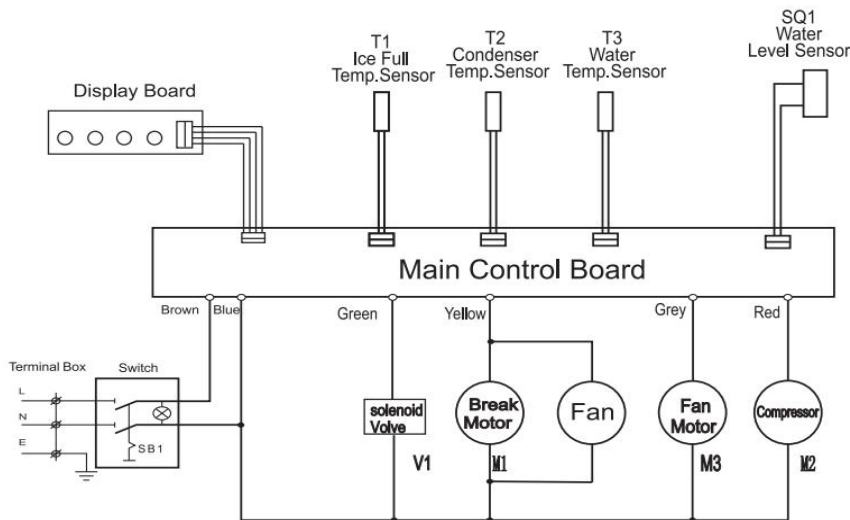 T1
Ice Full
Temp.Sensor
T2
Condenser
Temp.Sensor
T3
Water
Temp.Sensor
SQ1
Water
Level Sensor
Display Board
Main Control Board
Brown
Blue
Green
Yellow
Grey
Red
Terminal Box
Switch
L
N
E
SB1
solenoid
Volve
V1
Break
Motor
M1
Fan
Fan
Motor
M3
Compressor
M2